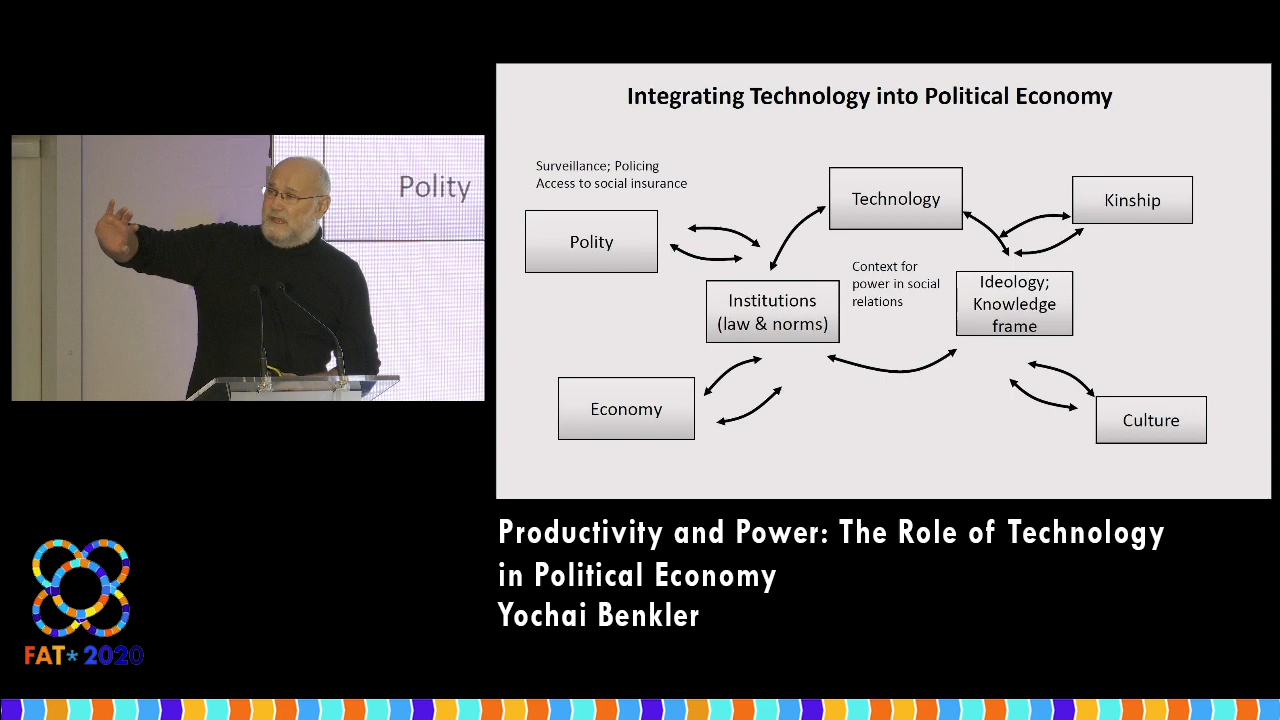 Polity
Integrating Technology into Political Economy
Surveillance; Policing
Access to social insurance
Polity
Technology
Kinship
Institutions
(law & norms)
Context for
power in social
relations
Ideology;
Knowledge
frame
Economy
Culture
Productivity and Power: The Role of Technology
in Political Economy
Yochai Benkler
FAT* 2020